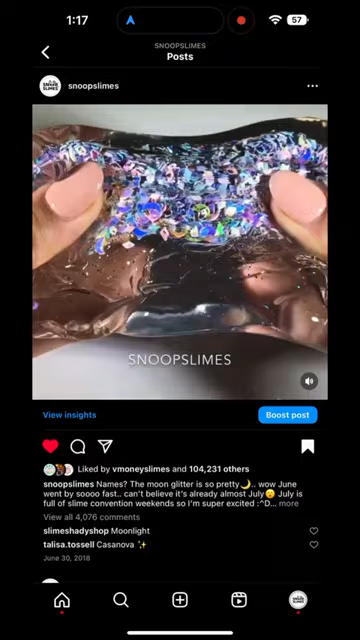 1:17
57
SNOOPSLIMES
Posts
snoopslimes
SNOOPSLIMES
View insights
Boost post
Liked by vmoneyslimes and 104,231 others
snoopslimes Names? The moon glitter is so pretty🌙.. wow June
went by soooo fast.. can't believe it's already almost July😲 July is
full of slime convention weekends so I'm super excited :^D... more
View all 4,076 comments
slimeshadyshop Moonlight
talisa.tossell Casanova ✨
June 30, 2018